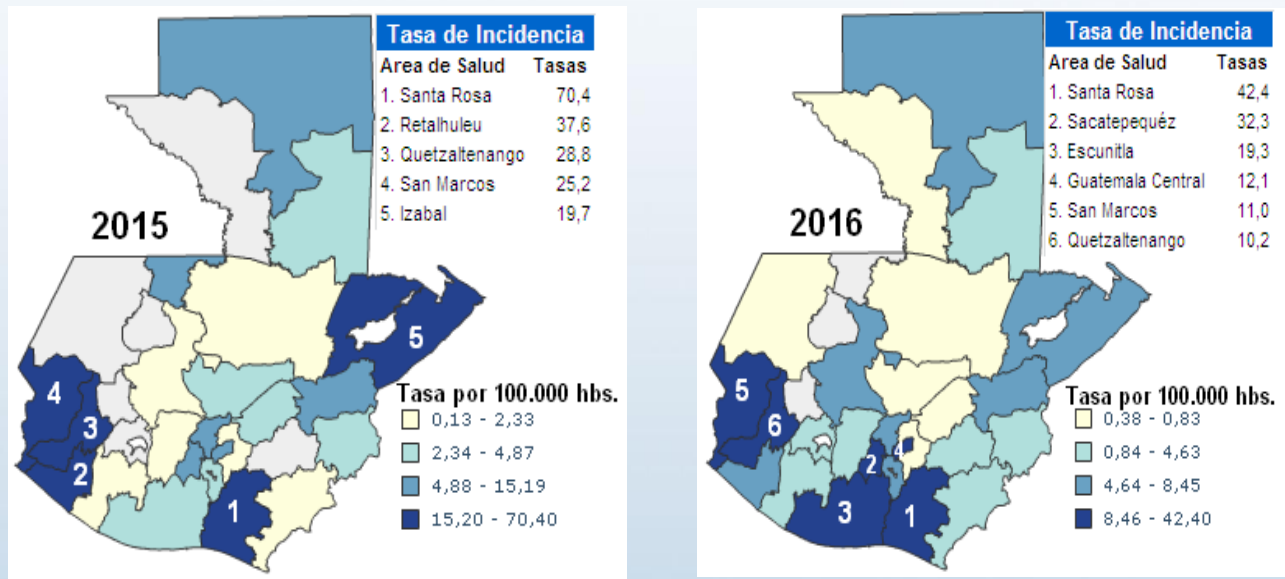 Tasa de Incidencia
Area de Salud Tasas
1. Santa Rosa 70,4
2. Retalhuleu 37,6
3. Quetzaltenango 28,8
4. San Marcos 25,2
5. Izabal 19,7
2015
5
4
3
2
1
Tasa por 100.000 hbs.
0,13 - 2,33
2,34 - 4,87
4,88 - 15,19
15,20 - 70,40
Tasa de Incidencia
Area de Salud Tasas
1. Santa Rosa 42,4
2. Sacatepequéz 32,3
3. Escunitla 19,3
4. Guatemala Central 12,1
5. San Marcos 11,0
6. Quetzaltenango 10,2
2016
5
6
4
2
3
1
Tasa por 100.000 hbs.
0,38 - 0,83
0,84 - 4,63
4,64 - 8,45
8,46 - 42,40